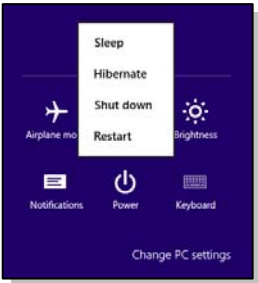 Sleep
Hibernate
Shut down
Restart
Airplane mo
Brightness
Notifications
Power
Keyboard
Change PC settings